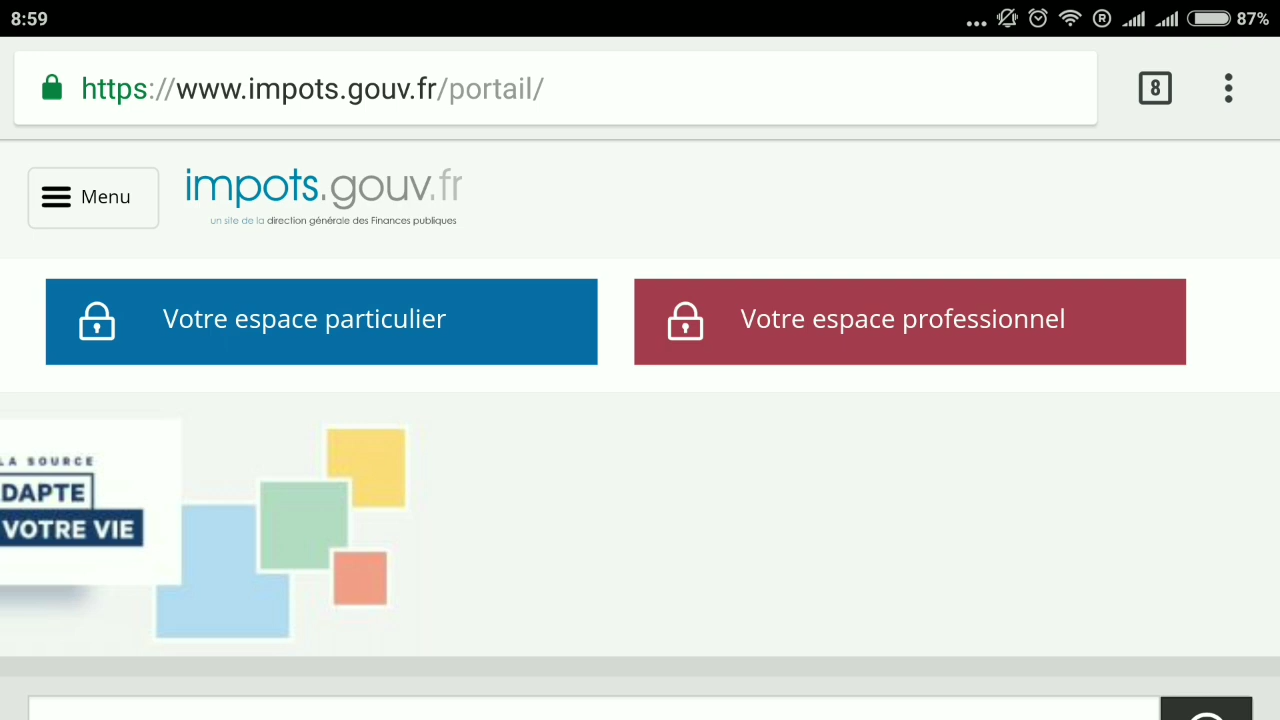 8:59
87%
https://www.impots.gouv.fr/portail/
8
Menu
impots.gouv.fr
un site de la direction générale des Finances publiques
Votre espace particulier
Votre espace professionnel
LA SOURCE
DAPTE
VOTRE VIE